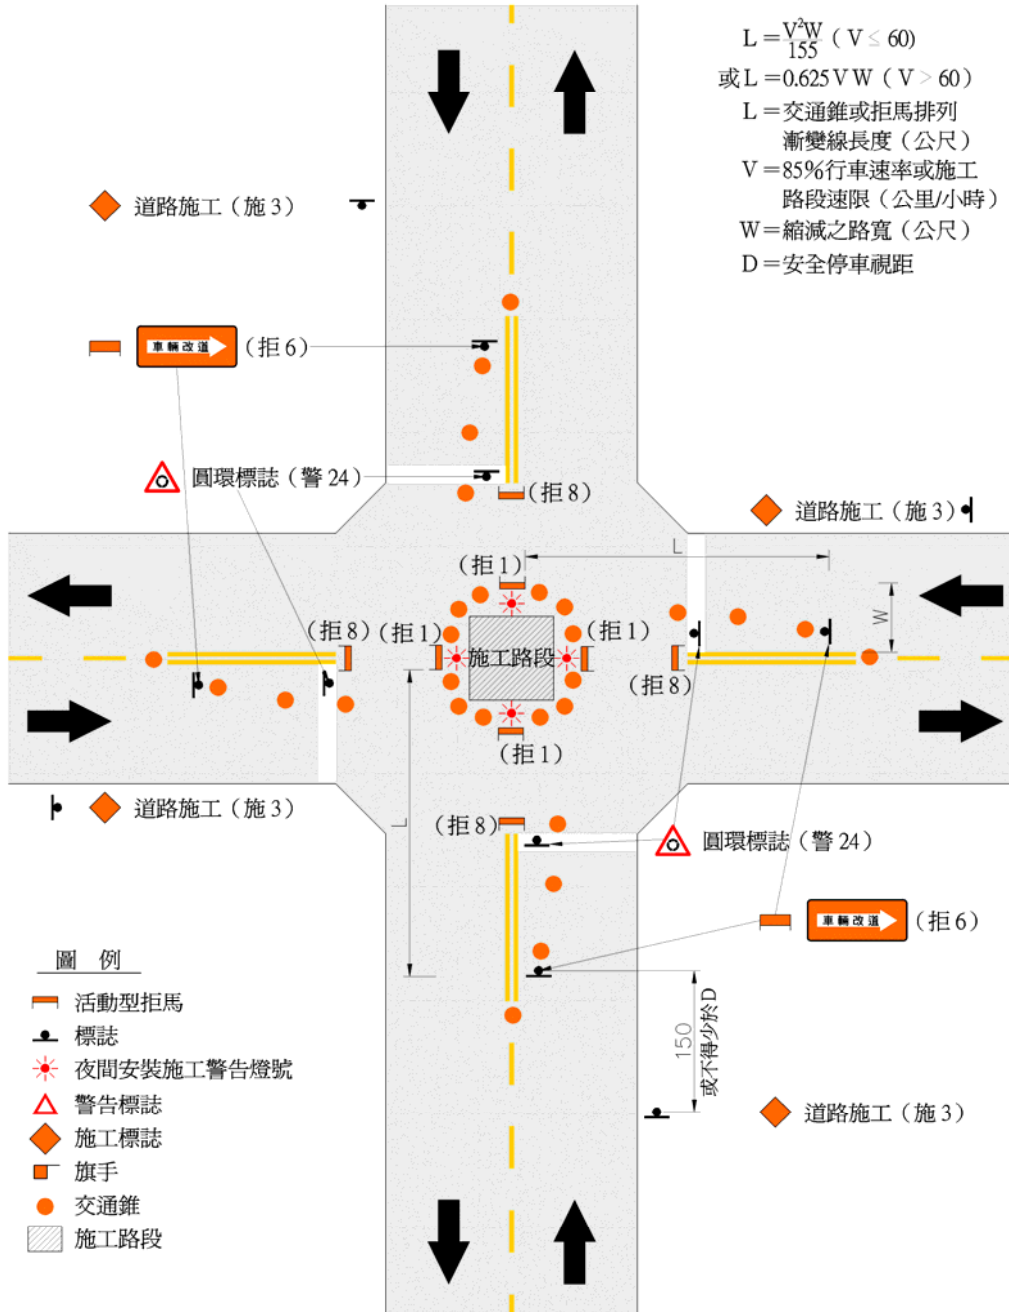 L＝V²W/155（V ≤ 60）
或L＝0.625 V W（V > 60）
L＝交通錐或拒馬排列
漸變線長度（公尺）
V＝85%行車速率或施工
路段速限（公里/小時）
W＝縮減之路寬（公尺）
D＝安全停車視距
道路施工（施3）
車輛改道
（拒6）
圓環標誌（警24）
（拒8）
道路施工（施3）
L
（拒1）
W
（拒8）
（拒1）
施工路段
（拒1）
（拒8）
（拒1）
道路施工（施3）
L
（拒8）
圓環標誌（警24）
車輛改道
（拒6）
150
或不得少於D
道路施工（施3）
圖 例
活動型拒馬
標誌
夜間安裝施工警告燈號
警告標誌
施工標誌
旗手
交通錐
施工路段